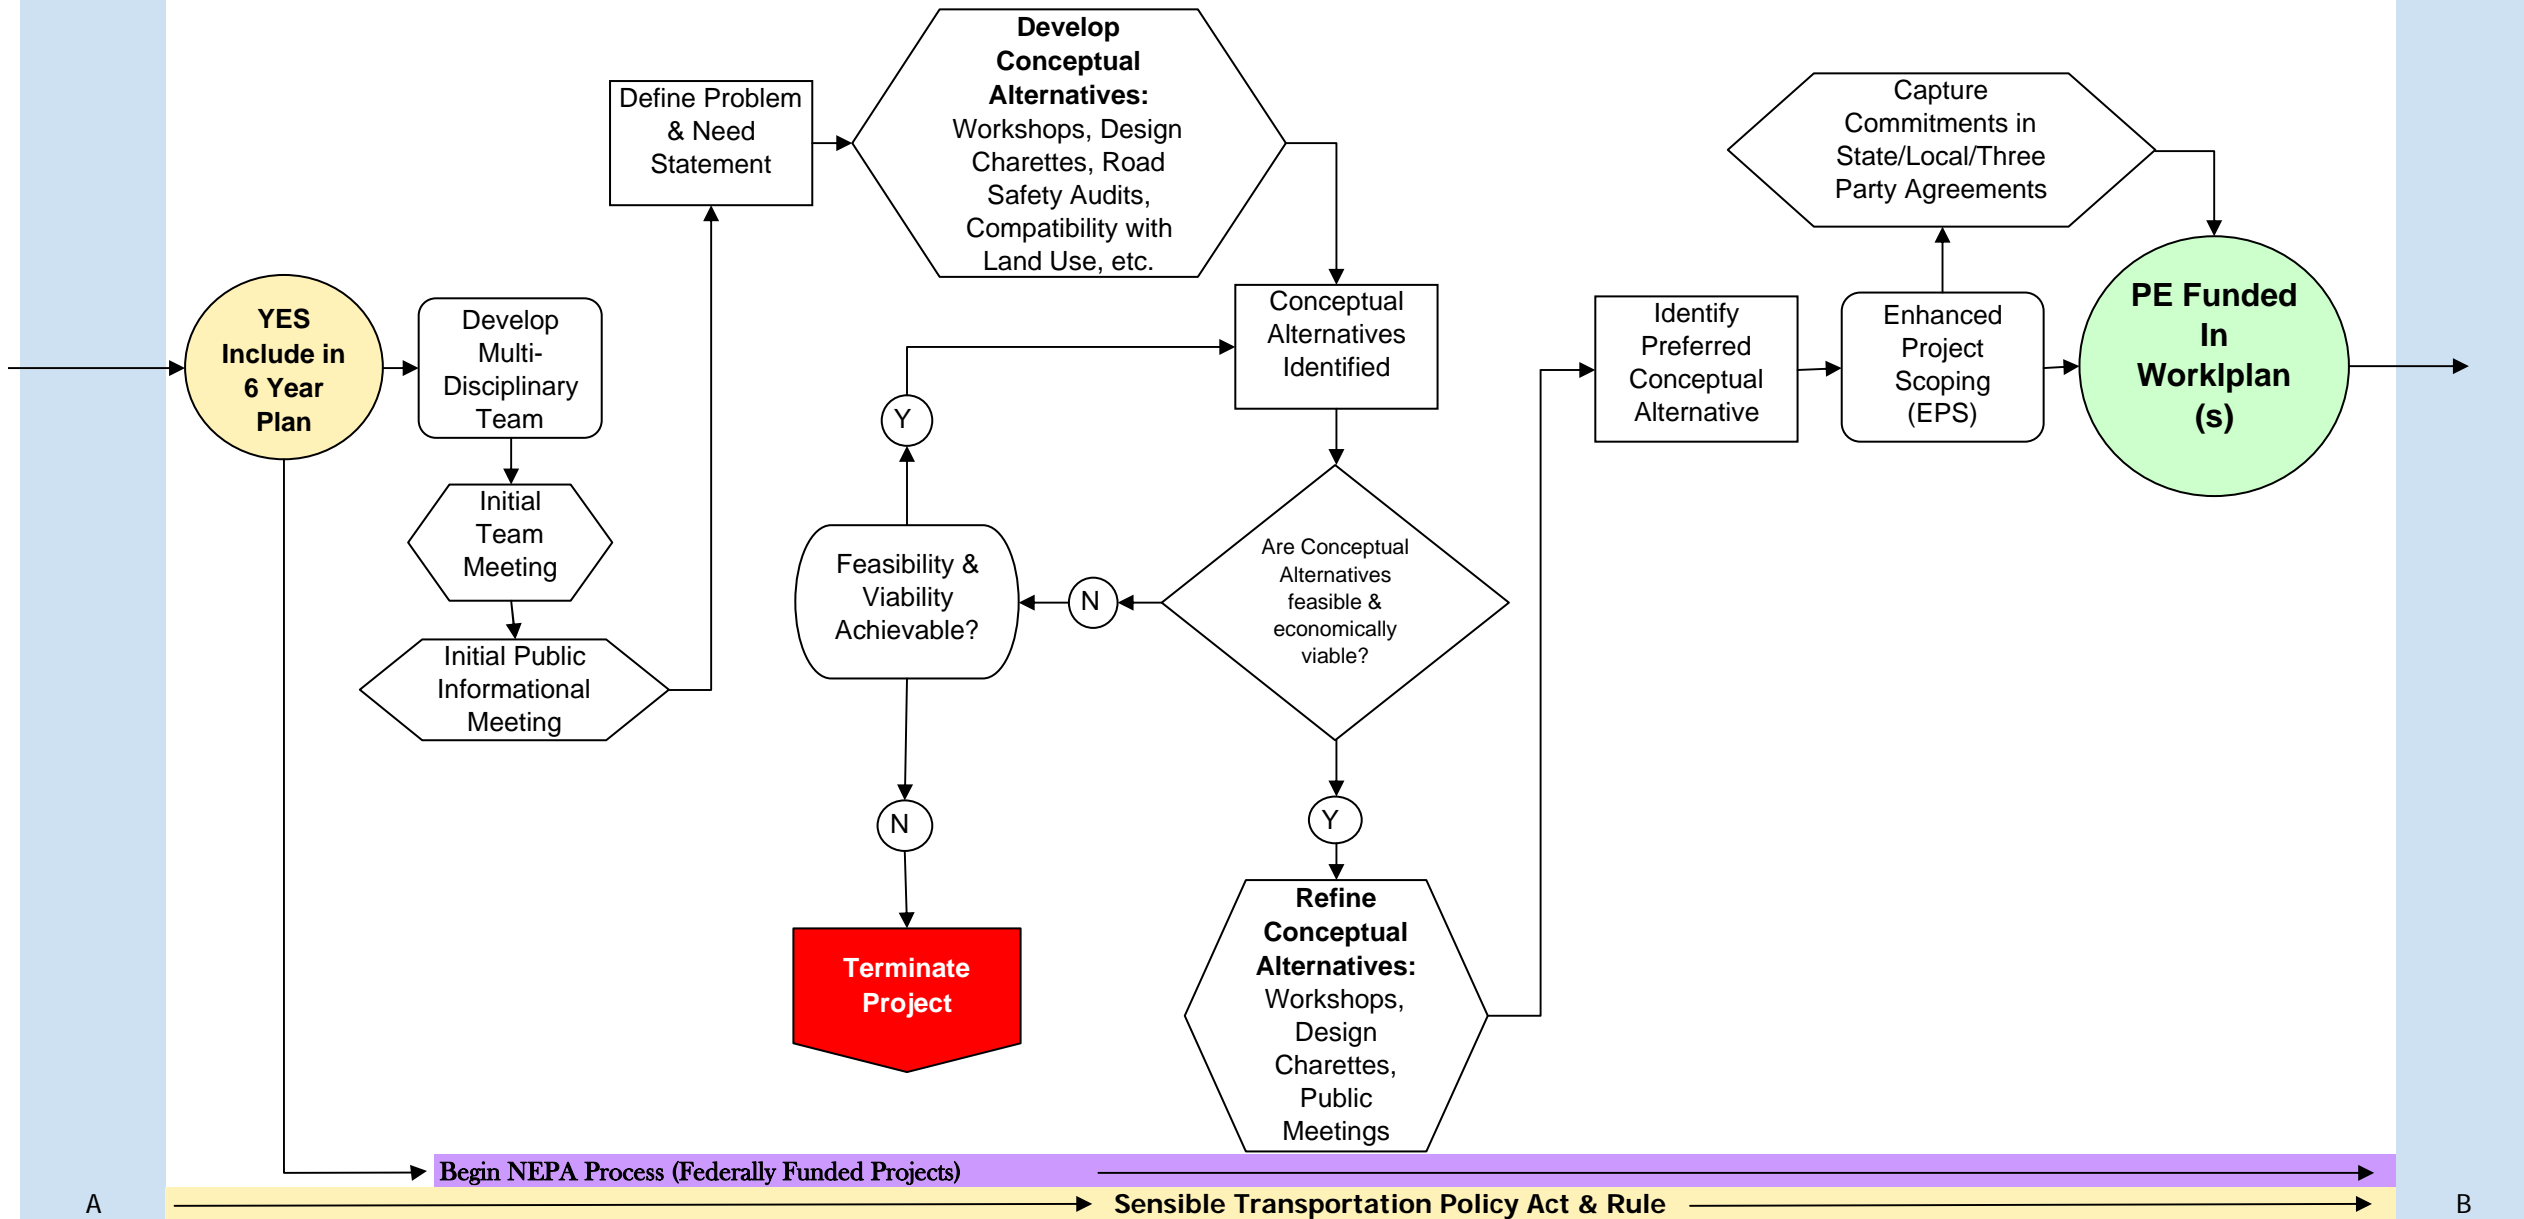 YES
Include in
6 Year
Plan
Develop
Multi-
Disciplinary
Team
Initial
Team
Meeting
Initial Public
Informational
Meeting
Define Problem
& Need
Statement
Develop
Conceptual
Alternatives:
Workshops, Design
Charettes, Road
Safety Audits,
Compatibility with
Land Use, etc.
Conceptual
Alternatives
Identified
Are Conceptual
Alternatives
feasible &
economically
viable?
N
Feasibility &
Viability
Achievable?
Y
N
Terminate
Project
Y
Refine
Conceptual
Alternatives:
Workshops,
Design
Charettes,
Public
Meetings
Identify
Preferred
Conceptual
Alternative
Enhanced
Project
Scoping
(EPS)
Capture
Commitments in
State/Local/Three
Party Agreements
PE Funded
In
Worklplan
(s)
Begin NEPA Process (Federally Funded Projects)
A
Sensible Transportation Policy Act & Rule
B